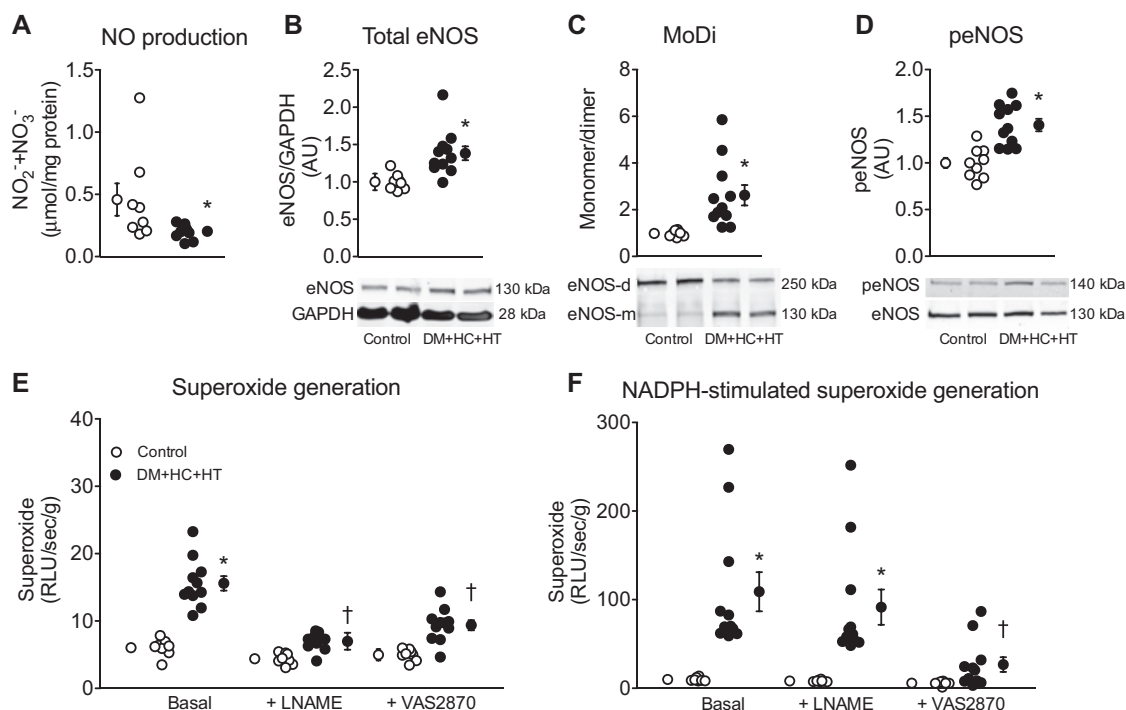 A NO production
NO2-+NO3-
(μmol/mg protein)
1.5
1.0
0.5
0.0
*
B Total eNOS
eNOS/GAPDH
(AU)
2.5
2.0
1.5
1.0
0.5
0.0
*
eNOS 130 kDa
GAPDH 28 kDa
Control DM+HC+HT
C MoDi
Monomer/dimer
8
6
4
2
0
*
eNOS-d 250 kDa
eNOS-m 130 kDa
Control DM+HC+HT
D peNOS
peNOS
(AU)
2.0
1.5
1.0
0.5
0.0
*
peNOS 140 kDa
eNOS 130 kDa
Control DM+HC+HT
E Superoxide generation
Superoxide
(RLU/sec/g)
40
30
20
10
0
Control
DM+HC+HT
* † †
Basal + LNAME + VAS2870
F NADPH-stimulated superoxide generation
Superoxide
(RLU/sec/g)
300
200
100
0
* * †
Basal + LNAME + VAS2870